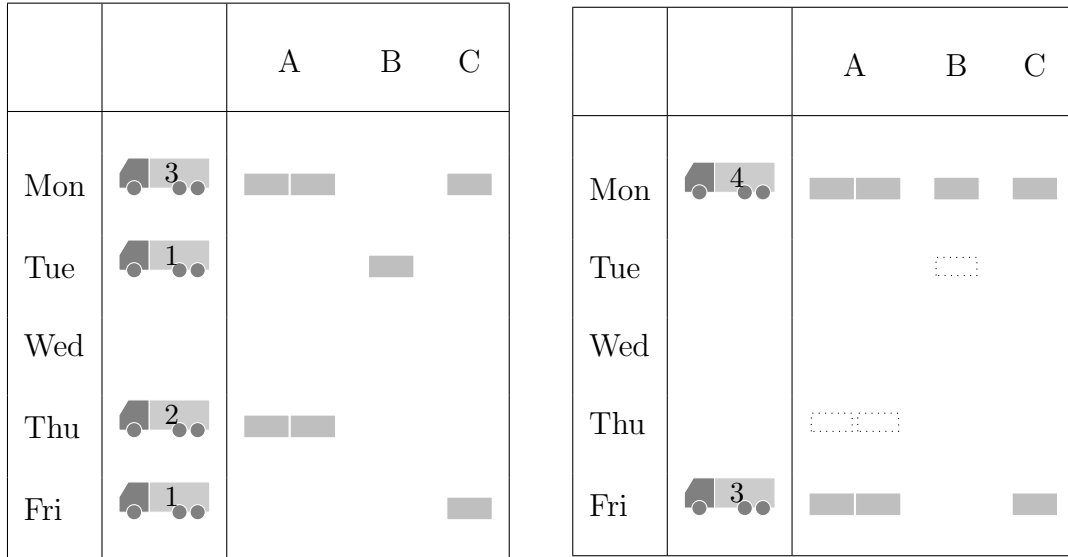 A B C
Mon 3
Tue 1
Wed
Thu 2
Fri 1
A B C
Mon 4
Tue
Wed
Thu
Fri 3